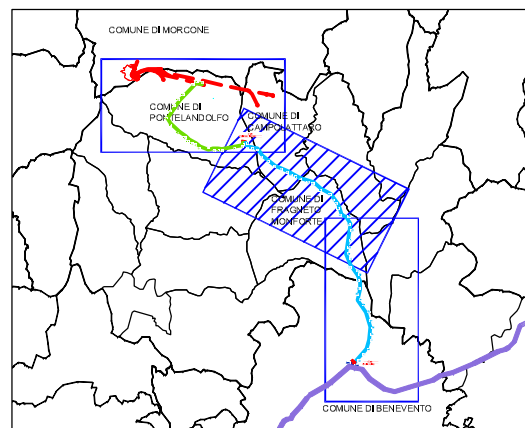 COMUNE DI MORCONE
COMUNE DI
PONTELANDOLFO
COMUNE DI
CAMPOLATTARO
COMUNE DI
FRAGNETO
MONFORTE
COMUNE DI BENEVENTO